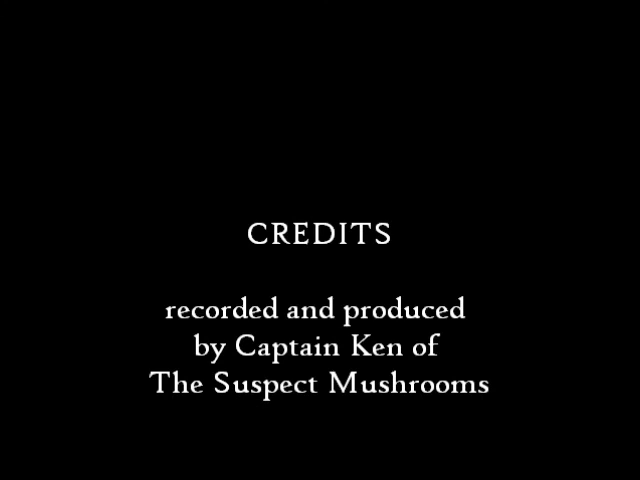 CREDITS
recorded and produced
by Captain Ken of
The Suspect Mushrooms